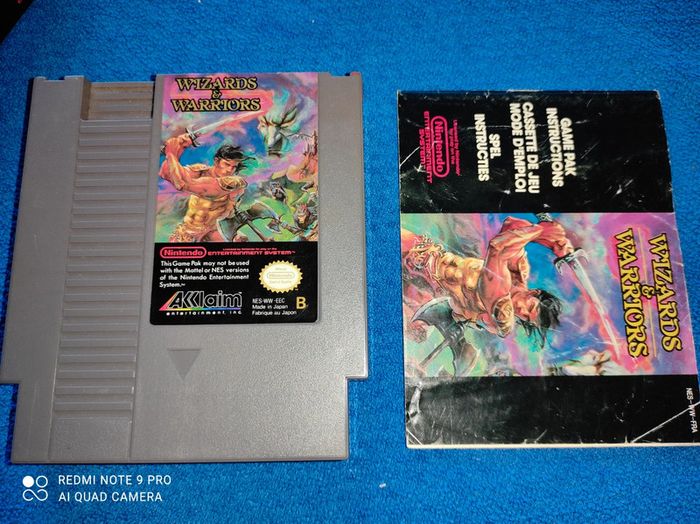 WIZARDS
&
WARRIORS
Nintendo
ENTERTAINMENT SYSTEM™
This Game Pak may not be used
with the Mattel or NES versions
of the Nintendo Entertainment
System.™
AKKlaim
entertainment, inc.
NES-WW-EEC
Made in Japan
Fabriqué au Japon
B
GAME PAK
INSTRUCTIONS
CASSETTE DE JEU
MODE D'EMPLOI
SPEL
INSTRUCTIES
Nintendo
ENTERTAINMENT
SYSTEM
WIZARDS
&
WARRIORS
NES-WW-FRA
REDMI NOTE 9 PRO
AI QUAD CAMERA